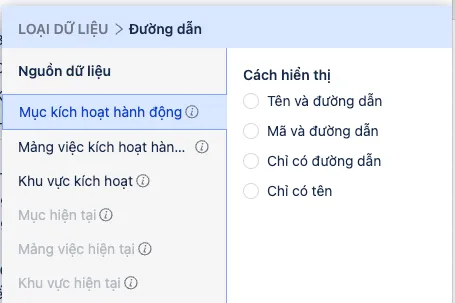 LOẠI DỮ LIỆU > Đường dẫn
Nguồn dữ liệu
Mục kích hoạt hành động
Mảng việc kích hoạt hàn...
Khu vực kích hoạt
Mục hiện tại
Mảng việc hiện tại
Khu vực hiện tại
Cách hiển thị
Tên và đường dẫn
Mã và đường dẫn
Chỉ có đường dẫn
Chỉ có tên